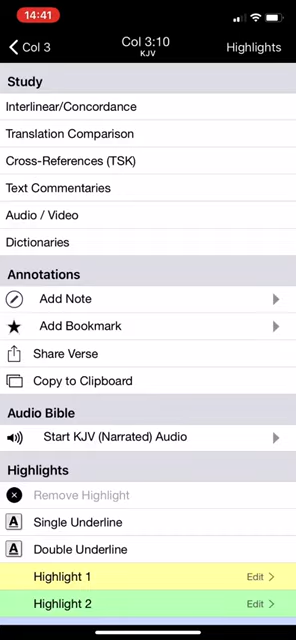 14:41
Col 3
Col 3:10
KJV
Highlights
Study
Interlinear/Concordance
Translation Comparison
Cross-References (TSK)
Text Commentaries
Audio / Video
Dictionaries
Annotations
Add Note
Add Bookmark
Share Verse
Copy to Clipboard
Audio Bible
Start KJV (Narrated) Audio
Highlights
Remove Highlight
A Single Underline
A Double Underline
Highlight 1 Edit
Highlight 2 Edit